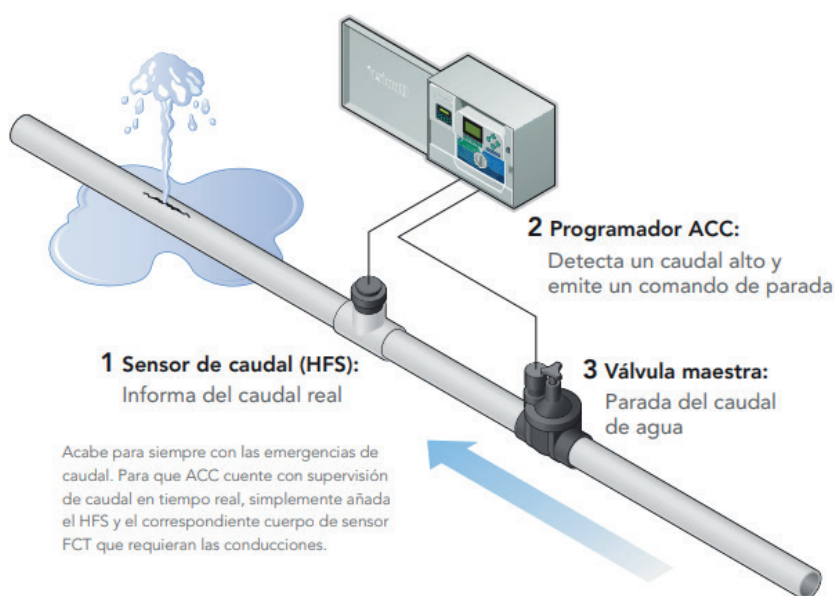 2 Programador ACC:
Detecta un caudal alto y
emite un comando de parada
1 Sensor de caudal (HFS):
Informa del caudal real
3 Válvula maestra:
Parada del caudal
de agua
Acabe para siempre con las emergencias de
caudal. Para que ACC cuente con supervisión
de caudal en tiempo real, simplemente añada
el HFS y el correspondiente cuerpo de sensor
FCT que requieran las conducciones.